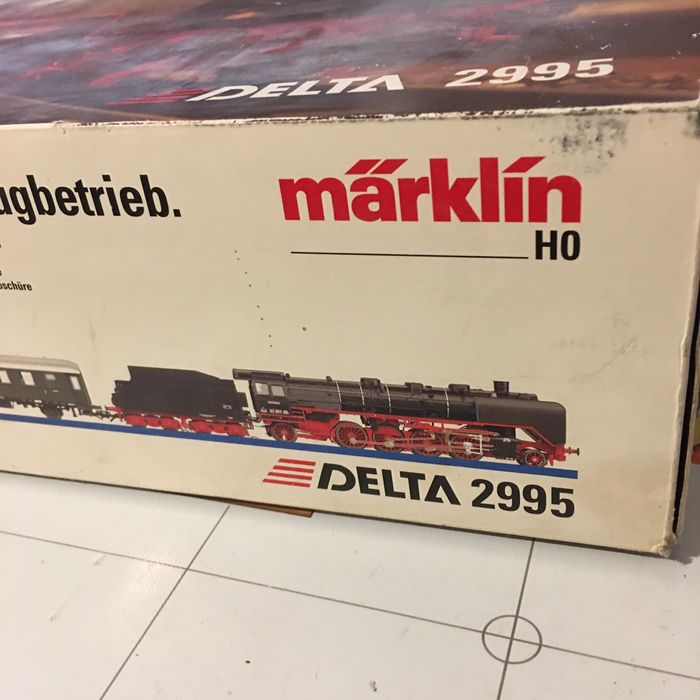 DELTA 2995
märklin
H0
ugbetrieb.
DELTA 2995